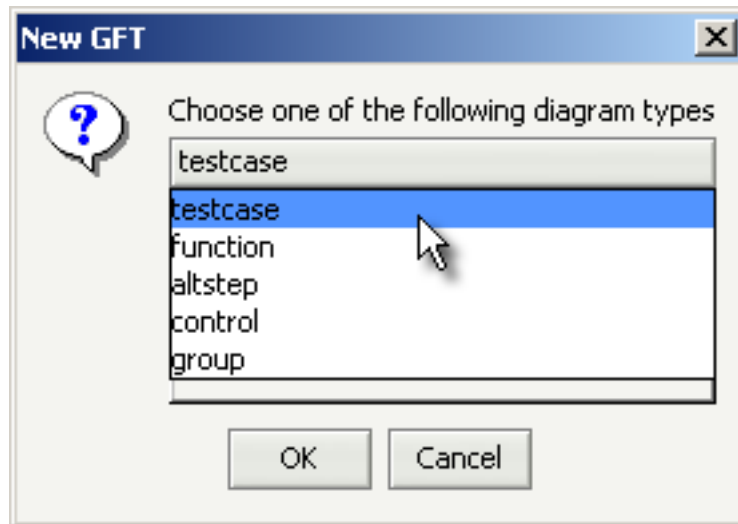 New GFT
Choose one of the following diagram types
testcase
testcase
function
altstep
control
group
OK
Cancel